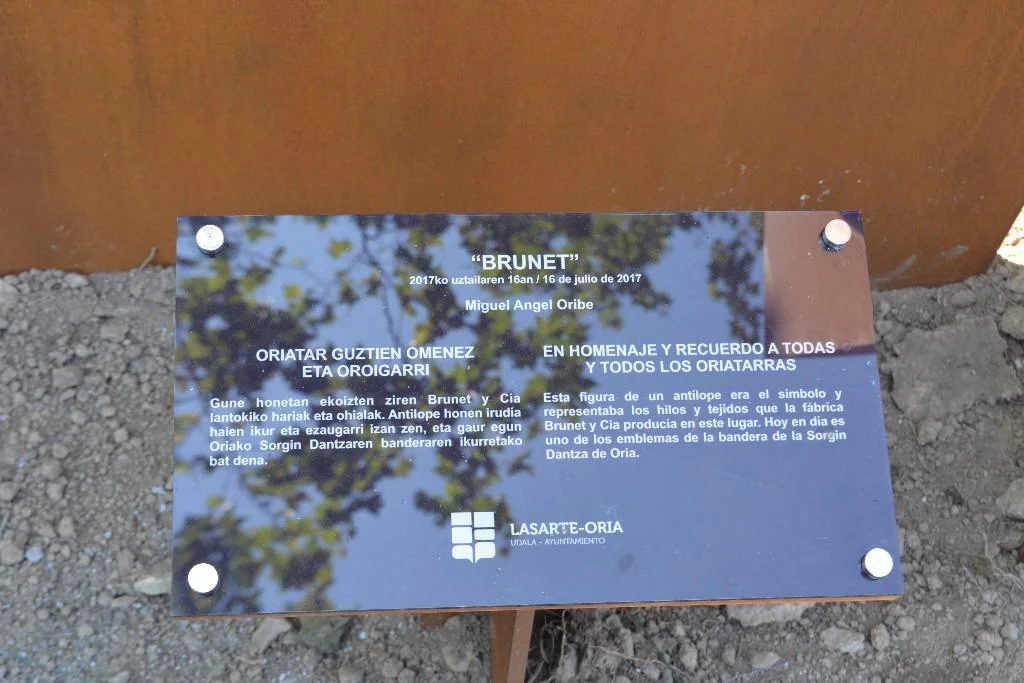 “BRUNET”
2017ko uztailaren 16an / 16 de julio de 2017
Miguel Angel Oribe
ORIATAR GUZTIEN OMENEZ
ETA OROIGARRI
Gune honetan ekoizten ziren Brunet y Cia
lantokiko hariak eta ohialak. Antilope honen irudia
haien ikur eta ezaugarri izan zen, eta gaur egun
Oriako Sorgin Dantzaren banderaren ikurretako
bat dena.
EN HOMENAJE Y RECUERDO A TODAS
Y TODOS LOS ORIATARRAS
Esta figura de un antílope era el símbolo y
representaba los hilos y tejidos que la fábrica
Brunet y Cia producia en este lugar. Hoy en día es
uno de los emblemas de la bandera de la Sorgin
Dantza de Oria.
LASARTE-ORIA
UDALA - AYUNTAMIENTO